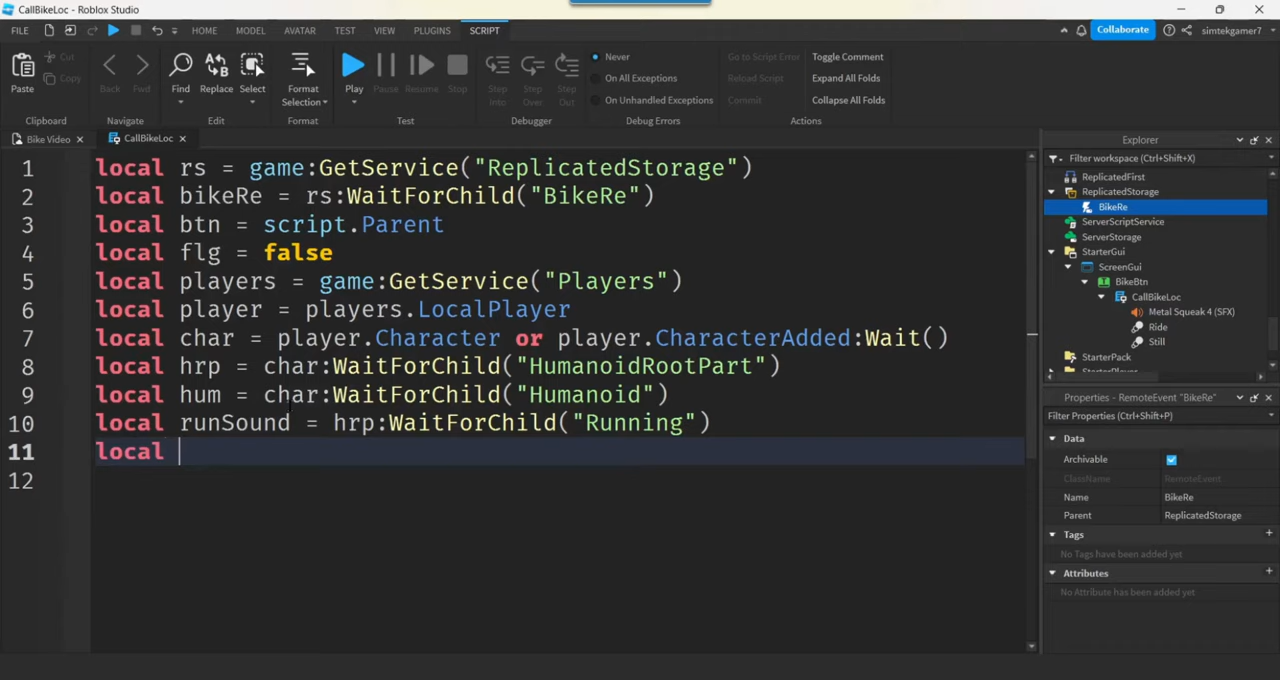 CallBikeLoc - Roblox Studio
FILE HOME MODEL AVATAR TEST VIEW PLUGINS SCRIPT Collaborate simtekgamer7
Paste Cut Copy Back Fwd Find Replace Select Format Selection Play Pause Resume Stop Step Into Step Over Step Out Never On All Exceptions On Unhandled Exceptions Go to Script Error Reload Script Commit Toggle Comment Expand All Folds Collapse All Folds
Clipboard Navigate Edit Format Test Debugger Debug Errors Actions
Bike Video CallBikeLoc
1 local rs = game:GetService("ReplicatedStorage")
2 local bikeRe = rs:WaitForChild("BikeRe")
3 local btn = script.Parent
4 local flg = false
5 local players = game:GetService("Players")
6 local player = players.LocalPlayer
7 local char = player.Character or player.CharacterAdded:Wait()
8 local hrp = char:WaitForChild("HumanoidRootPart")
9 local hum = char:WaitForChild("Humanoid")
10 local runSound = hrp:WaitForChild("Running")
11 local
12
Explorer
Filter workspace (Ctrl+Shift+X)
ReplicatedFirst
ReplicatedStorage
BikeRe
ServerScriptService
ServerStorage
StarterGui
ScreenGui
BikeBtn
CallBikeLoc
Metal Squeak 4 (SFX)
Ride
Still
StarterPack
StarterPlayer
Properties - RemoteEvent "BikeRe"
Filter Properties (Ctrl+Shift+P)
Data
Archivable
ClassName RemoteEvent
Name BikeRe
Parent ReplicatedStorage
Tags
No Tags have been added yet
Attributes
No Attribute has been added yet